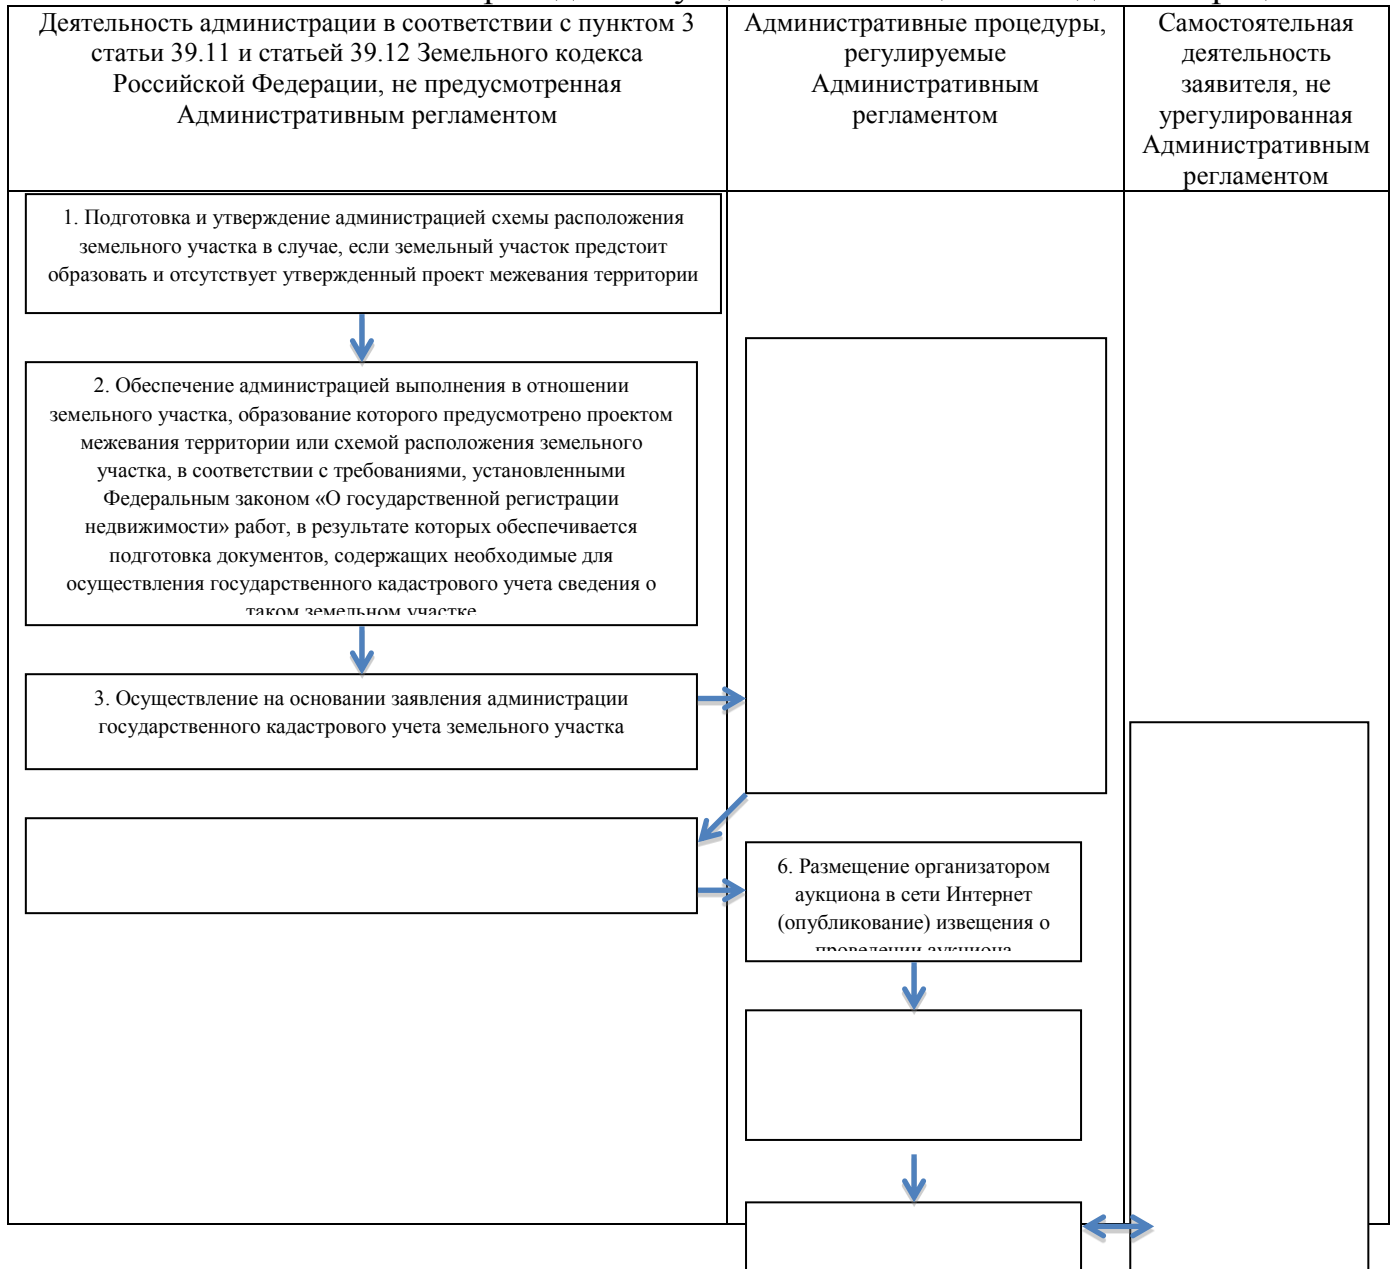 Деятельность администрации в соответствии с пунктом 3
статьи 39.11 и статьей 39.12 Земельного кодекса
Российской Федерации, не предусмотренная
Административным регламентом
Административные процедуры,
регулируемые
Административным
регламентом
Самостоятельная
деятельность
заявителя, не
урегулированная
Административным
регламентом
1. Подготовка и утверждение администрацией схемы расположения
земельного участка в случае, если земельный участок предстоит
образовать и отсутствует утвержденный проект межевания территории
2. Обеспечение администрацией выполнения в отношении
земельного участка, образование которого предусмотрено проектом
межевания территории или схемой расположения земельного
участка, в соответствии с требованиями, установленными
Федеральным законом «О государственной регистрации
недвижимости» работ, в результате которых обеспечивается
подготовка документов, содержащих необходимые для
осуществления государственного кадастрового учета сведения о
таком земельном участке
3. Осуществление на основании заявления администрации
государственного кадастрового учета земельного участка
6. Размещение организатором
аукциона в сети Интернет
(опубликование) извещения о
проведении аукциона